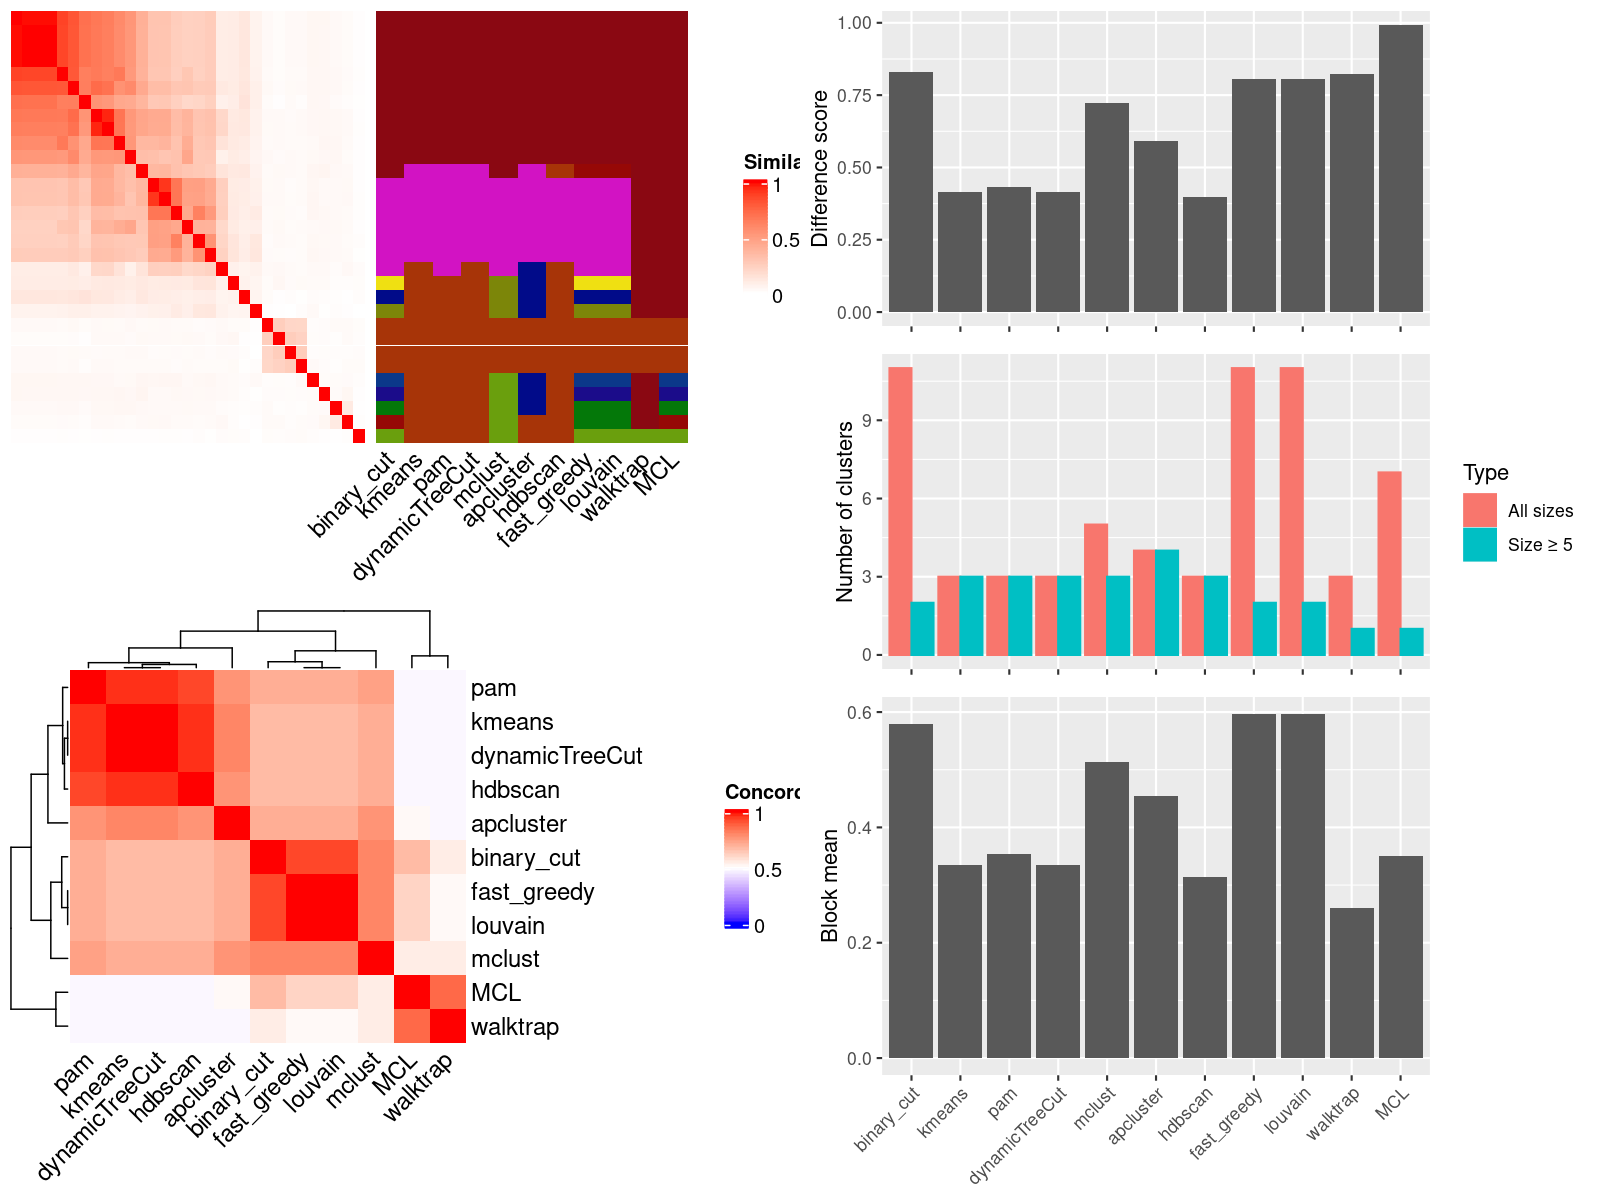 Simila
1
0.5
0
binary_cut
kmeans
pam
dynamicTreeCut
mclust
apcluster
hdbscan
fast_greedy
louvain
walktrap
MCL
Difference score
1.00
0.75
0.50
0.25
0.00
Number of clusters
9
6
3
0
Type
All sizes
Size ≥ 5
pam
kmeans
dynamicTreeCut
hdbscan
apcluster
binary_cut
fast_greedy
louvain
mclust
MCL
walktrap
pam
kmeans
dynamicTreeCut
hdbscan
apcluster
binary_cut
fast_greedy
louvain
mclust
MCL
walktrap
Concord
1
0.5
0
Block mean
0.6
0.4
0.2
0.0
binary_cut
kmeans
pam
dynamicTreeCut
mclust
apcluster
hdbscan
fast_greedy
louvain
walktrap
MCL